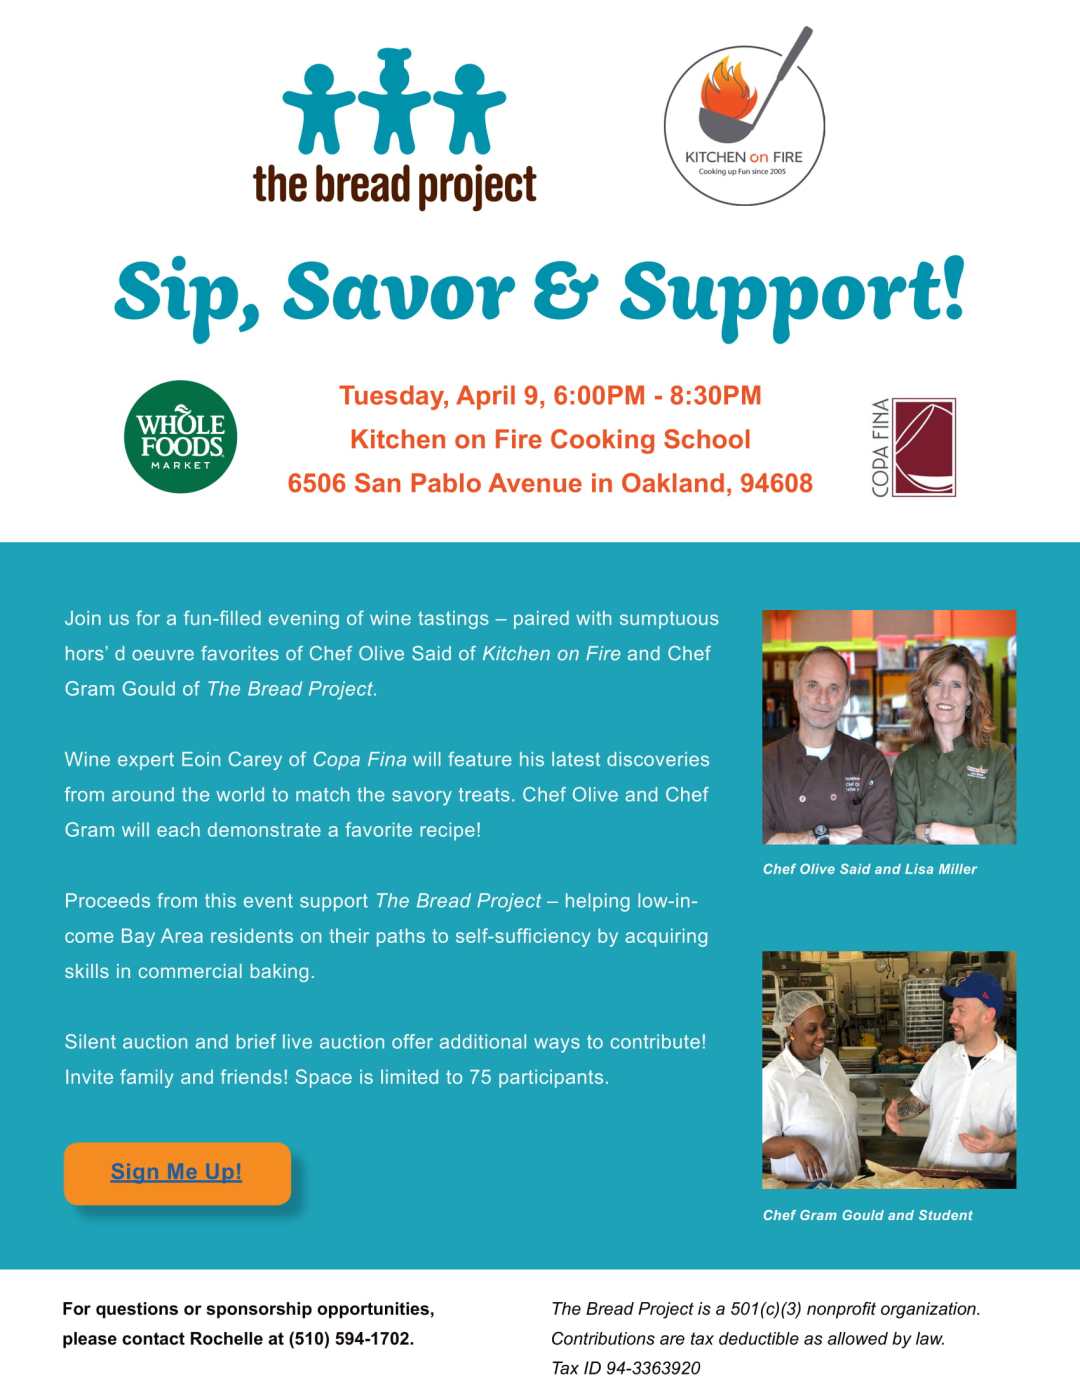 the bread project
KITCHEN on FIRE
Cooking up Fun since 2005
Sip, Savor & Support!
WHOLE
FOODS
MARKET
Tuesday, April 9, 6:00PM - 8:30PM
Kitchen on Fire Cooking School
6506 San Pablo Avenue in Oakland, 94608
COPA FINA
Join us for a fun-filled evening of wine tastings – paired with sumptuous
hors’ d oeuvre favorites of Chef Olive Said of Kitchen on Fire and Chef
Gram Gould of The Bread Project.
Wine expert Eoin Carey of Copa Fina will feature his latest discoveries
from around the world to match the savory treats. Chef Olive and Chef
Gram will each demonstrate a favorite recipe!
Proceeds from this event support The Bread Project – helping low-in-
come Bay Area residents on their paths to self-sufficiency by acquiring
skills in commercial baking.
Silent auction and brief live auction offer additional ways to contribute!
Invite family and friends! Space is limited to 75 participants.
Sign Me Up!
Chef Olive Said and Lisa Miller
Chef Gram Gould and Student
For questions or sponsorship opportunities,
please contact Rochelle at (510) 594-1702.
The Bread Project is a 501(c)(3) nonprofit organization.
Contributions are tax deductible as allowed by law.
Tax ID 94-3363920